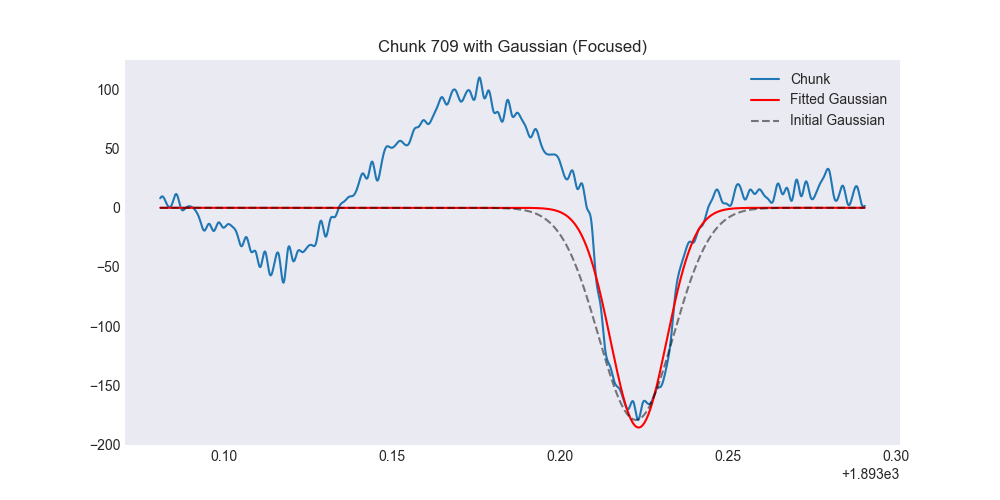 Chunk 709 with Gaussian (Focused)
Chunk
Fitted Gaussian
Initial Gaussian
100
50
0
−50
−100
−150
−200
0.10 0.15 0.20 0.25 0.30
+1.893e3